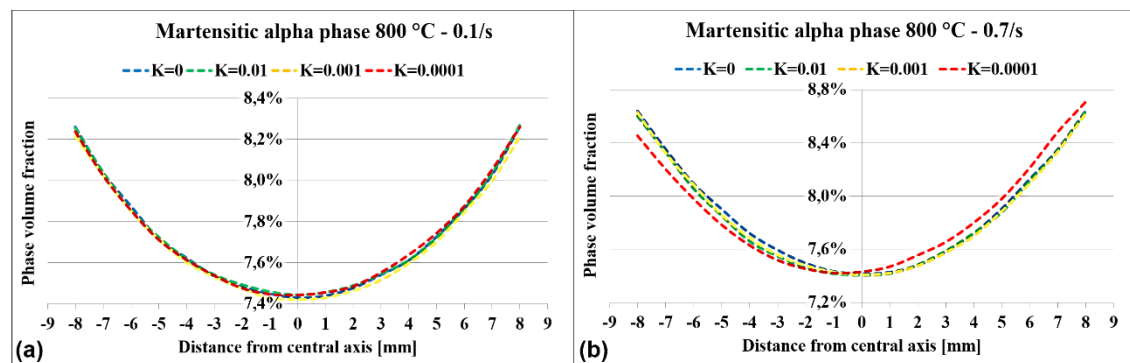 Martensitic alpha phase 800 °C - 0.1/s
K=0 K=0.01 K=0.001 K=0.0001
Phase volume fraction
8,4%
8,2%
8,0%
7,8%
7,6%
7,4%
-9 -8 -7 -6 -5 -4 -3 -2 -1 0 1 2 3 4 5 6 7 8 9
Distance from central axis [mm]
(a)
Martensitic alpha phase 800 °C - 0.7/s
K=0 K=0.01 K=0.001 K=0.0001
Phase volume fraction
8,8%
8,4%
8,0%
7,6%
7,2%
-9 -8 -7 -6 -5 -4 -3 -2 -1 0 1 2 3 4 5 6 7 8 9
Distance from central axis [mm]
(b)